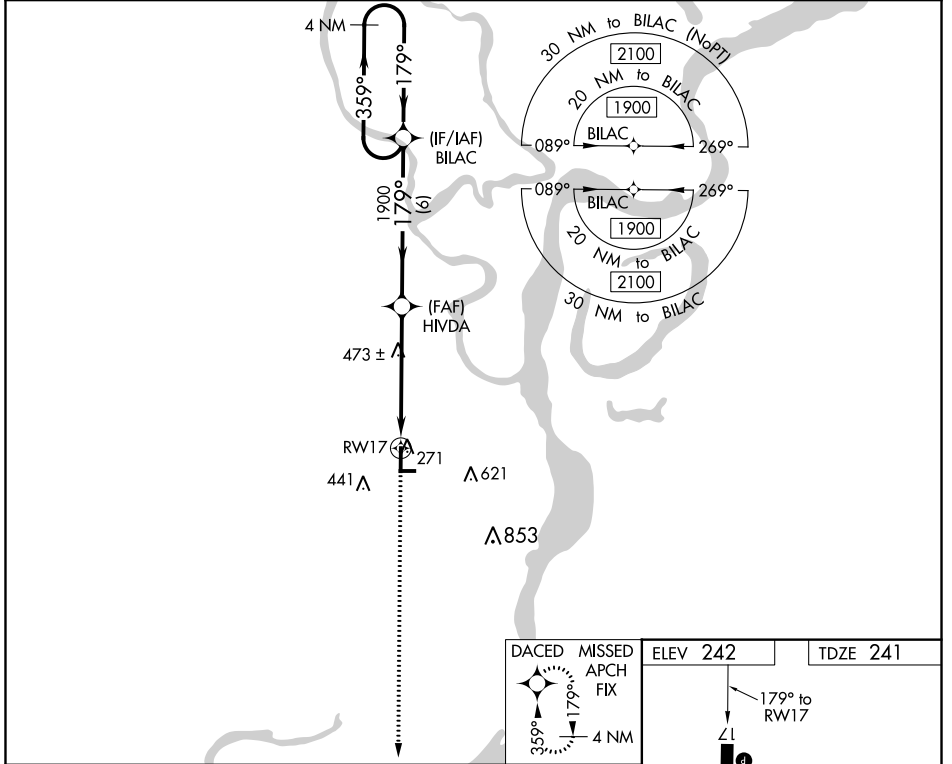 4 NM
359°
179°
(IF/IAF)
BILAC
1900
179°
(6)
(FAF)
HIVDA
473 ±
RW17
271
441
621
853
30 NM to BILAC (NoPT)
2100
20 NM to BILAC
1900
BILAC
089°
269°
089°
269°
BILAC
1900
20 NM to BILAC
2100
30 NM to BILAC
DACED
MISSED
APCH
FIX
359°
179°
4 NM
ELEV 242
TDZE 241
179° to
RW17
17
P